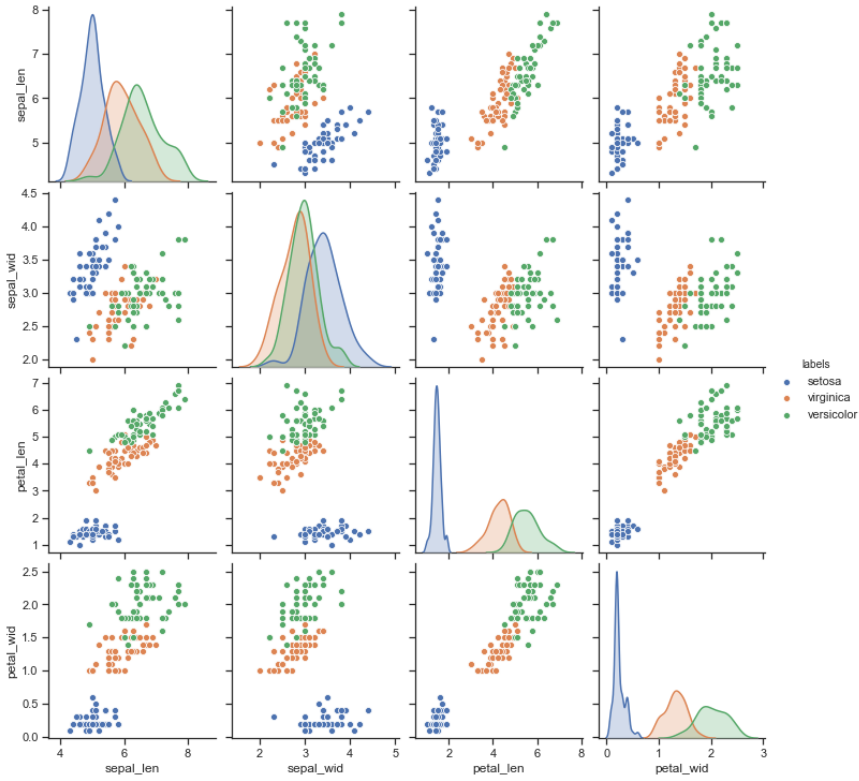 8
7
6
5
sepal_len
4.5
4.0
3.5
3.0
2.5
2.0
sepal_wid
labels
setosa
virginica
versicolor
7
6
5
4
3
2
1
petal_len
2.5
2.0
1.5
1.0
0.5
0.0
petal_wid
4 6 8 2 3 4 5 2 4 6 8 0 1 2 3
sepal_len sepal_wid petal_len petal_wid